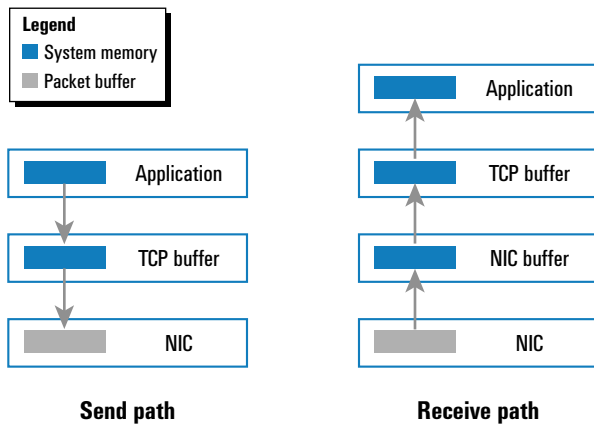 Legend
System memory
Packet buffer
Application
TCP buffer
NIC
Send path
Application
TCP buffer
NIC buffer
NIC
Receive path